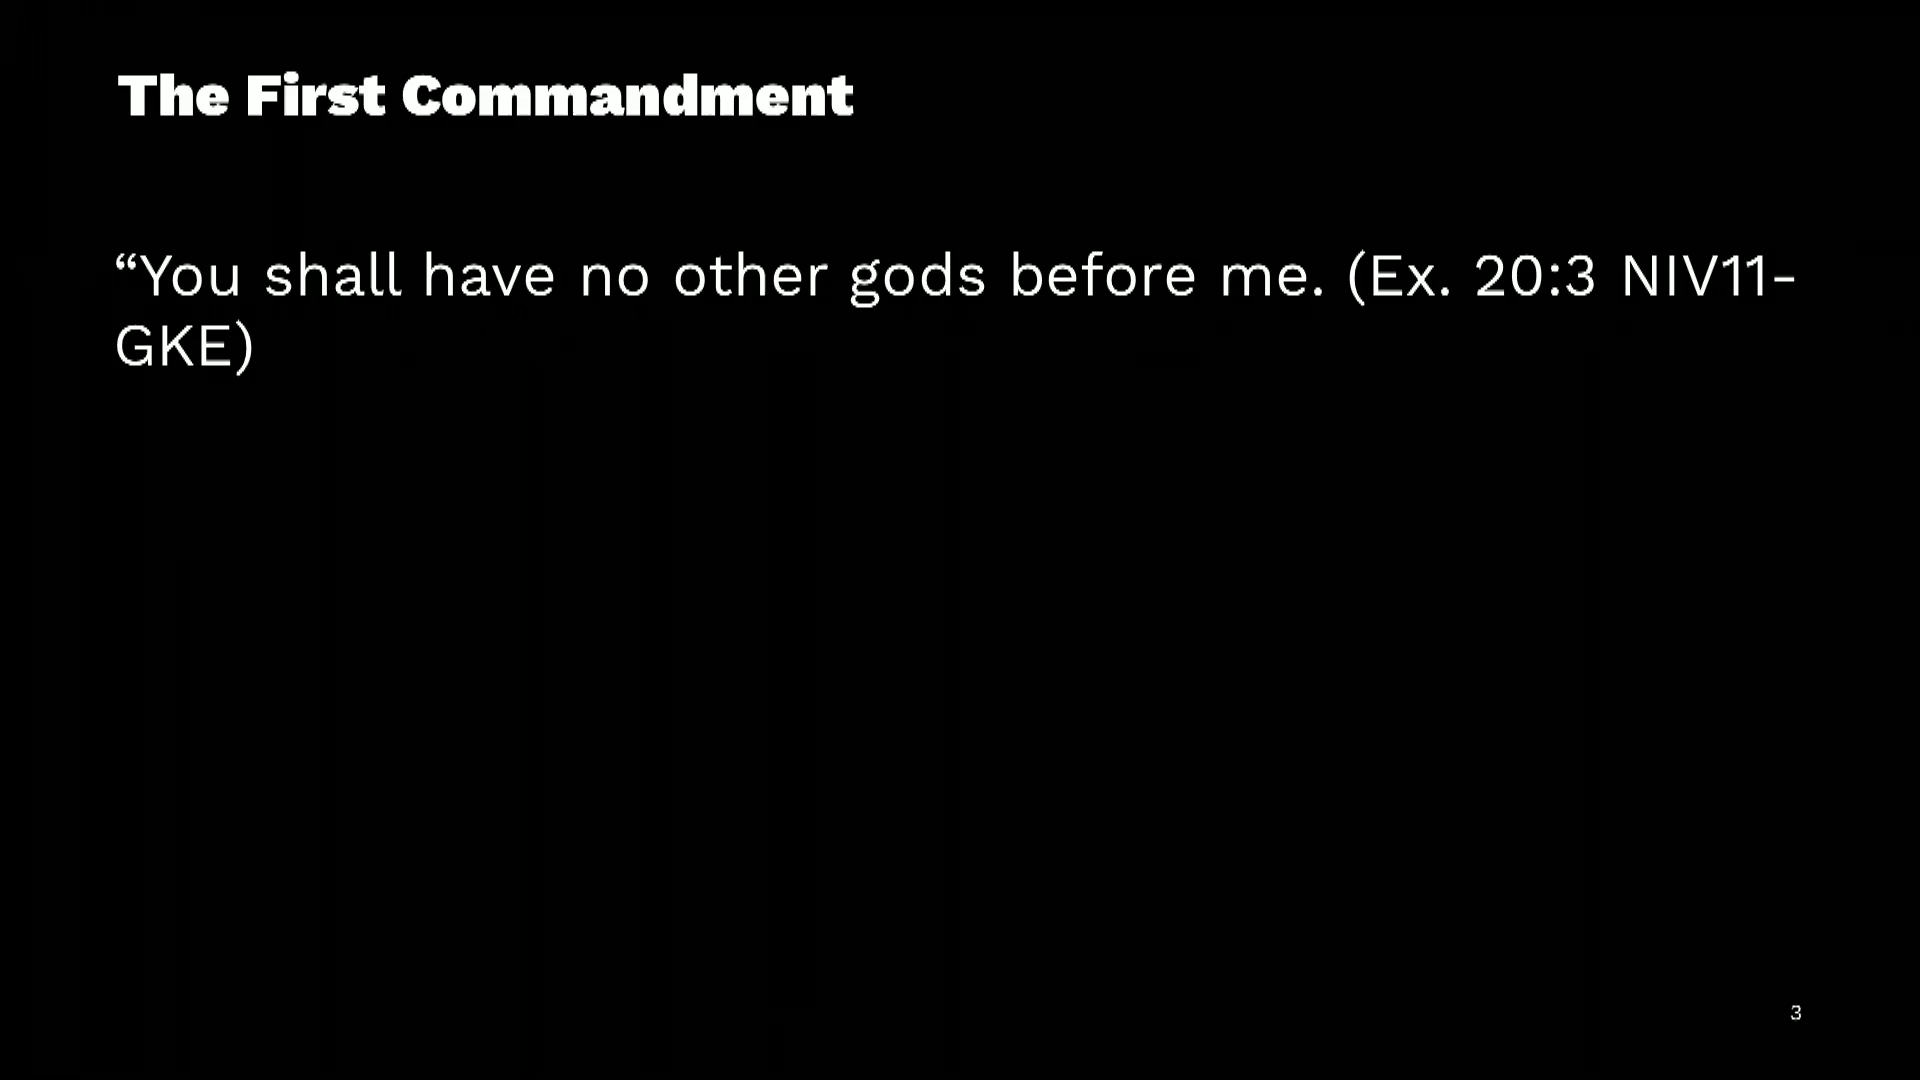 The First Commandment
“You shall have no other gods before me. (Ex. 20:3 NIV11-
GKE)
3